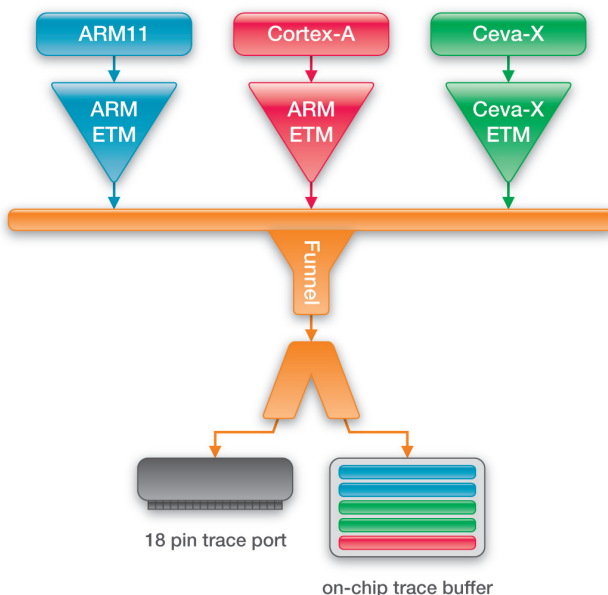 ARM11
Cortex-A
Ceva-X
ARM
ETM
ARM
ETM
Ceva-X
ETM
Funnel
18 pin trace port
on-chip trace buffer